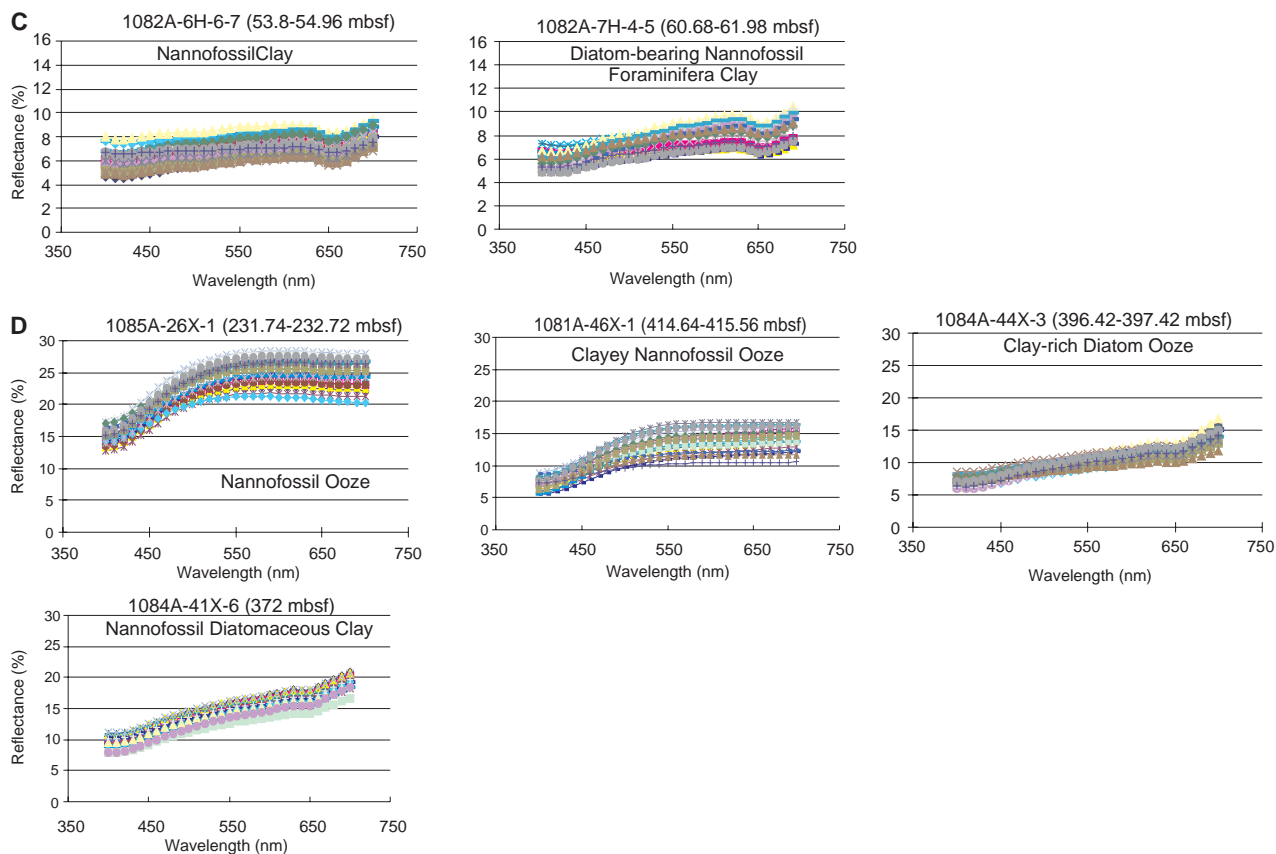 C
1082A-6H-6-7 (53.8-54.96 mbsf)
NannofossilClay
Reflectance (%)
16
14
12
10
8
6
4
2
0
350 450 550 650 750
Wavelength (nm)
1082A-7H-4-5 (60.68-61.98 mbsf)
Diatom-bearing Nannofossil
Foraminifera Clay
16
14
12
10
8
6
4
2
0
350 450 550 650 750
Wavelength (nm)
D
1085A-26X-1 (231.74-232.72 mbsf)
Reflectance (%)
30
25
20
15
10
5
0
Nannofossil Ooze
350 450 550 650 750
Wavelength (nm)
1081A-46X-1 (414.64-415.56 mbsf)
Clayey Nannofossil Ooze
30
25
20
15
10
5
0
350 450 550 650 750
Wavelength (nm)
1084A-44X-3 (396.42-397.42 mbsf)
Clay-rich Diatom Ooze
30
25
20
15
10
5
0
350 450 550 650 750
Wavelength (nm)
1084A-41X-6 (372 mbsf)
Nannofossil Diatomaceous Clay
Reflectance (%)
30
25
20
15
10
5
0
350 450 550 650 750
Wavelength (nm)